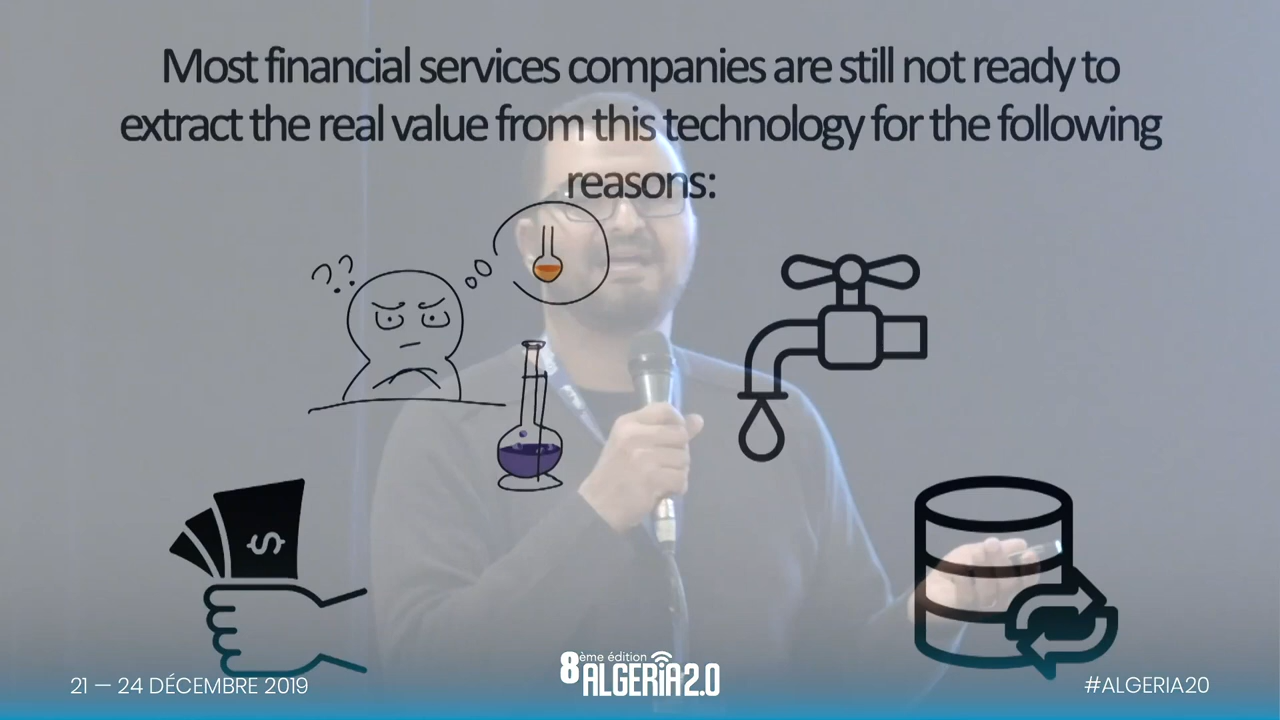 Most financial services companies are still not ready to
extract the real value from this technology for the following
reasons:
??
$
8ème édition
ALGERIA2.0
21 — 24 DÉCEMBRE 2019
#ALGERIA20